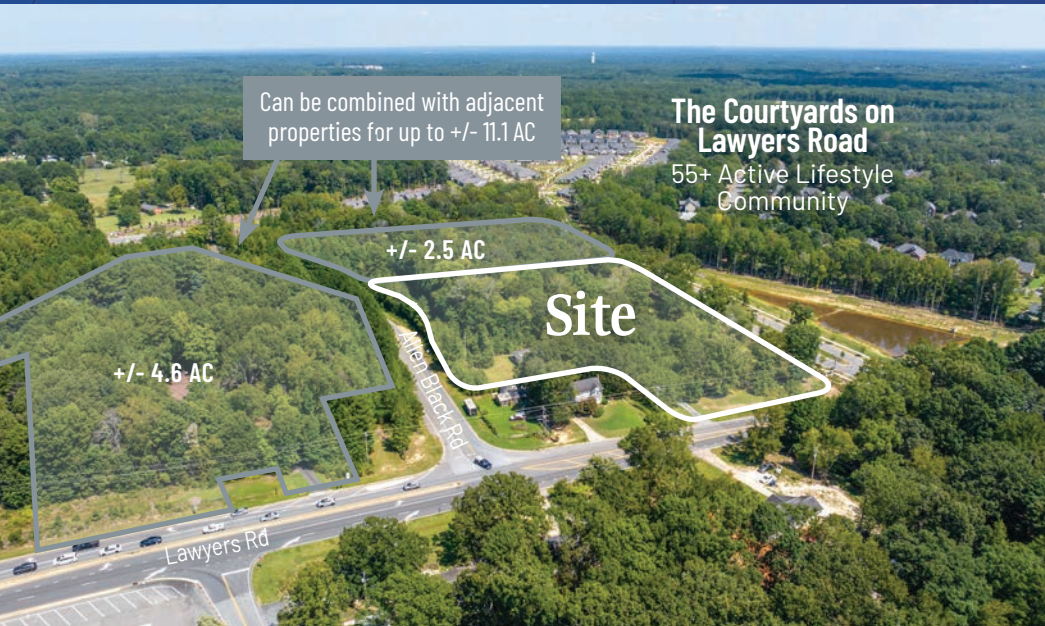 Can be combined with adjacent
properties for up to +/- 11.1 AC
The Courtyards on
Lawyers Road
55+ Active Lifestyle
Community
+/- 2.5 AC
Site
+/- 4.6 AC
Allen Black Rd
Lawyers Rd